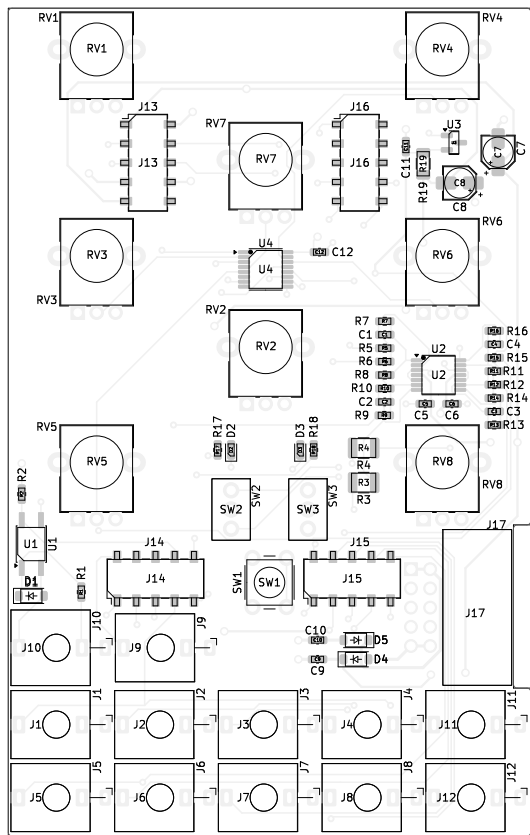 RV1
RV4
RV1
RV4
J13
J16
RV7
U3
J13
RV7
J16
C11
R19
C7
C7
R19
C8
C8
RV3
RV6
U4
C12
RV3
U4
RV6
RV3
RV6
RV2
RV2
R7
C1
R5
R6
R8
R10
C2
R9
U2
U2
C5
C6
R16
C4
R15
R11
R12
R14
C3
R13
RV5
R17
D2
D3
R18
R4
R4
RV5
RV8
RV8
R2
SW2
SW2
SW3
SW3
R3
R3
J17
U1
U1
J14
J15
J14
SW1
SW1
J15
D1
R1
J17
J10
J10
J9
J9
C10
D5
C9
D4
J1
J1
J2
J2
J3
J3
J4
J4
J11
J11
J5
J5
J6
J6
J7
J7
J8
J8
J12
J12